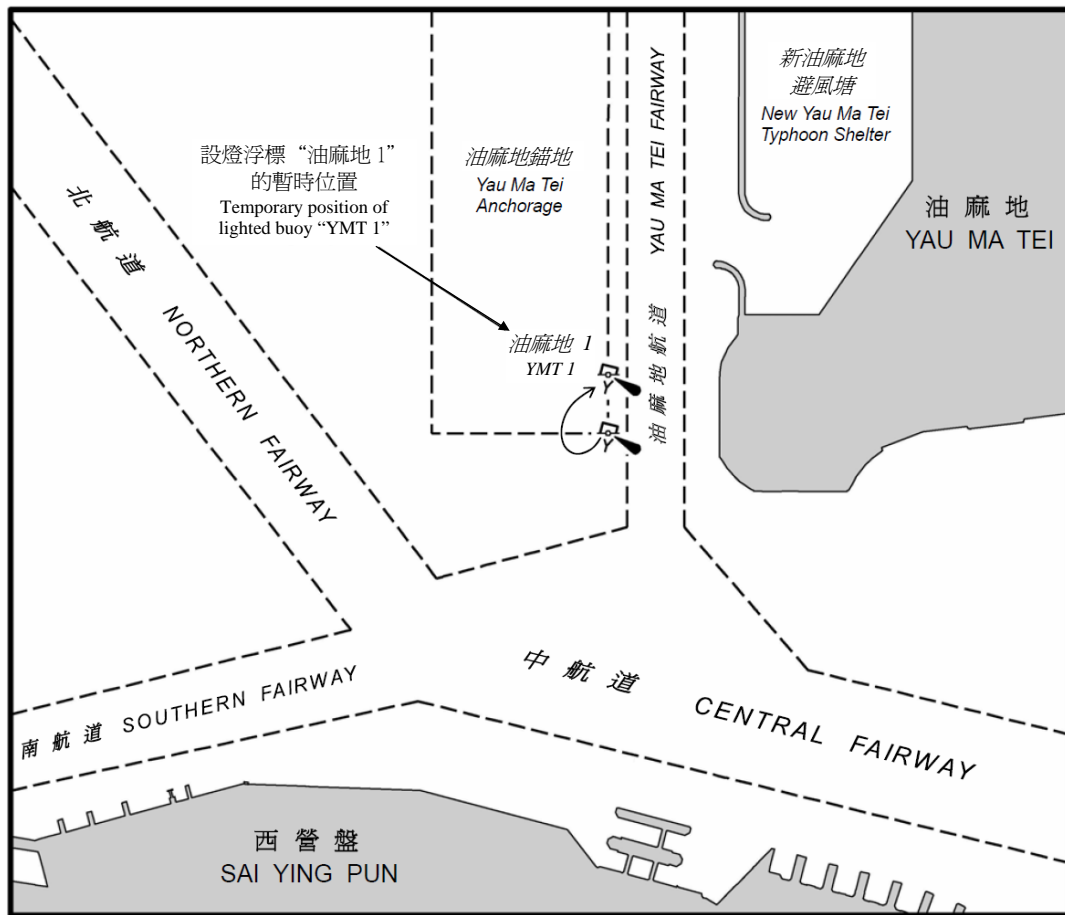 新油麻地
避風塘
New Yau Ma Tei
Typhoon Shelter
設燈浮標“油麻地 1”
的暫時位置
Temporary position of
lighted buoy “YMT 1”
油麻地錨地
Yau Ma Tei
Anchorage
YAU MA TEI FAIRWAY
油麻地航道
油麻地
YAU MA TEI
北航道
NORTHERN FAIRWAY
油麻地 1
YMT 1
Y
Y
中航道 CENTRAL FAIRWAY
南航道 SOUTHERN FAIRWAY
西營盤
SAI YING PUN